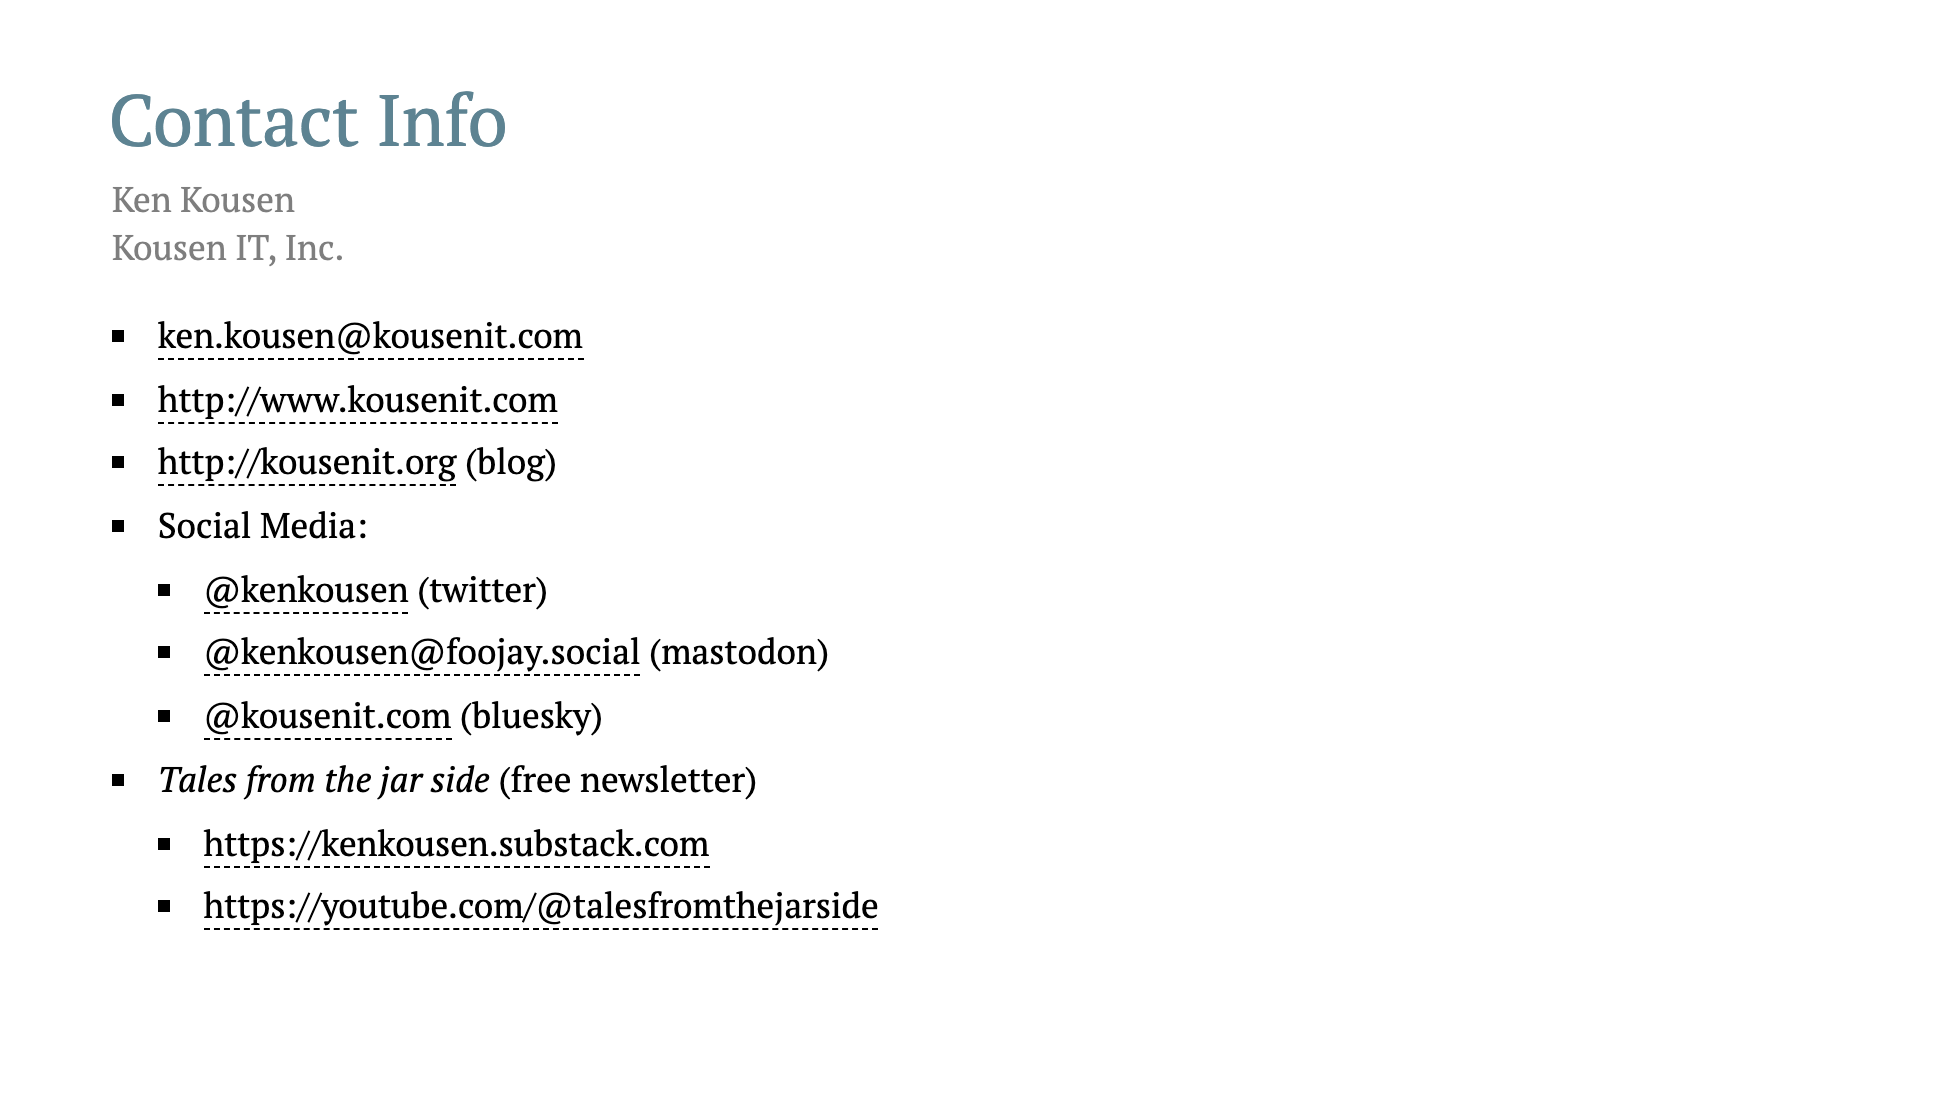 Contact Info
Ken Kousen
Kousen IT, Inc.
ken.kousen@kousenit.com
http://www.kousenit.com
http://kousenit.org (blog)
Social Media:
@kenkousen (twitter)
@kenkousen@foojay.social (mastodon)
@kousenit.com (bluesky)
Tales from the jar side (free newsletter)
https://kenkousen.substack.com
https://youtube.com/@talesfromthejarside